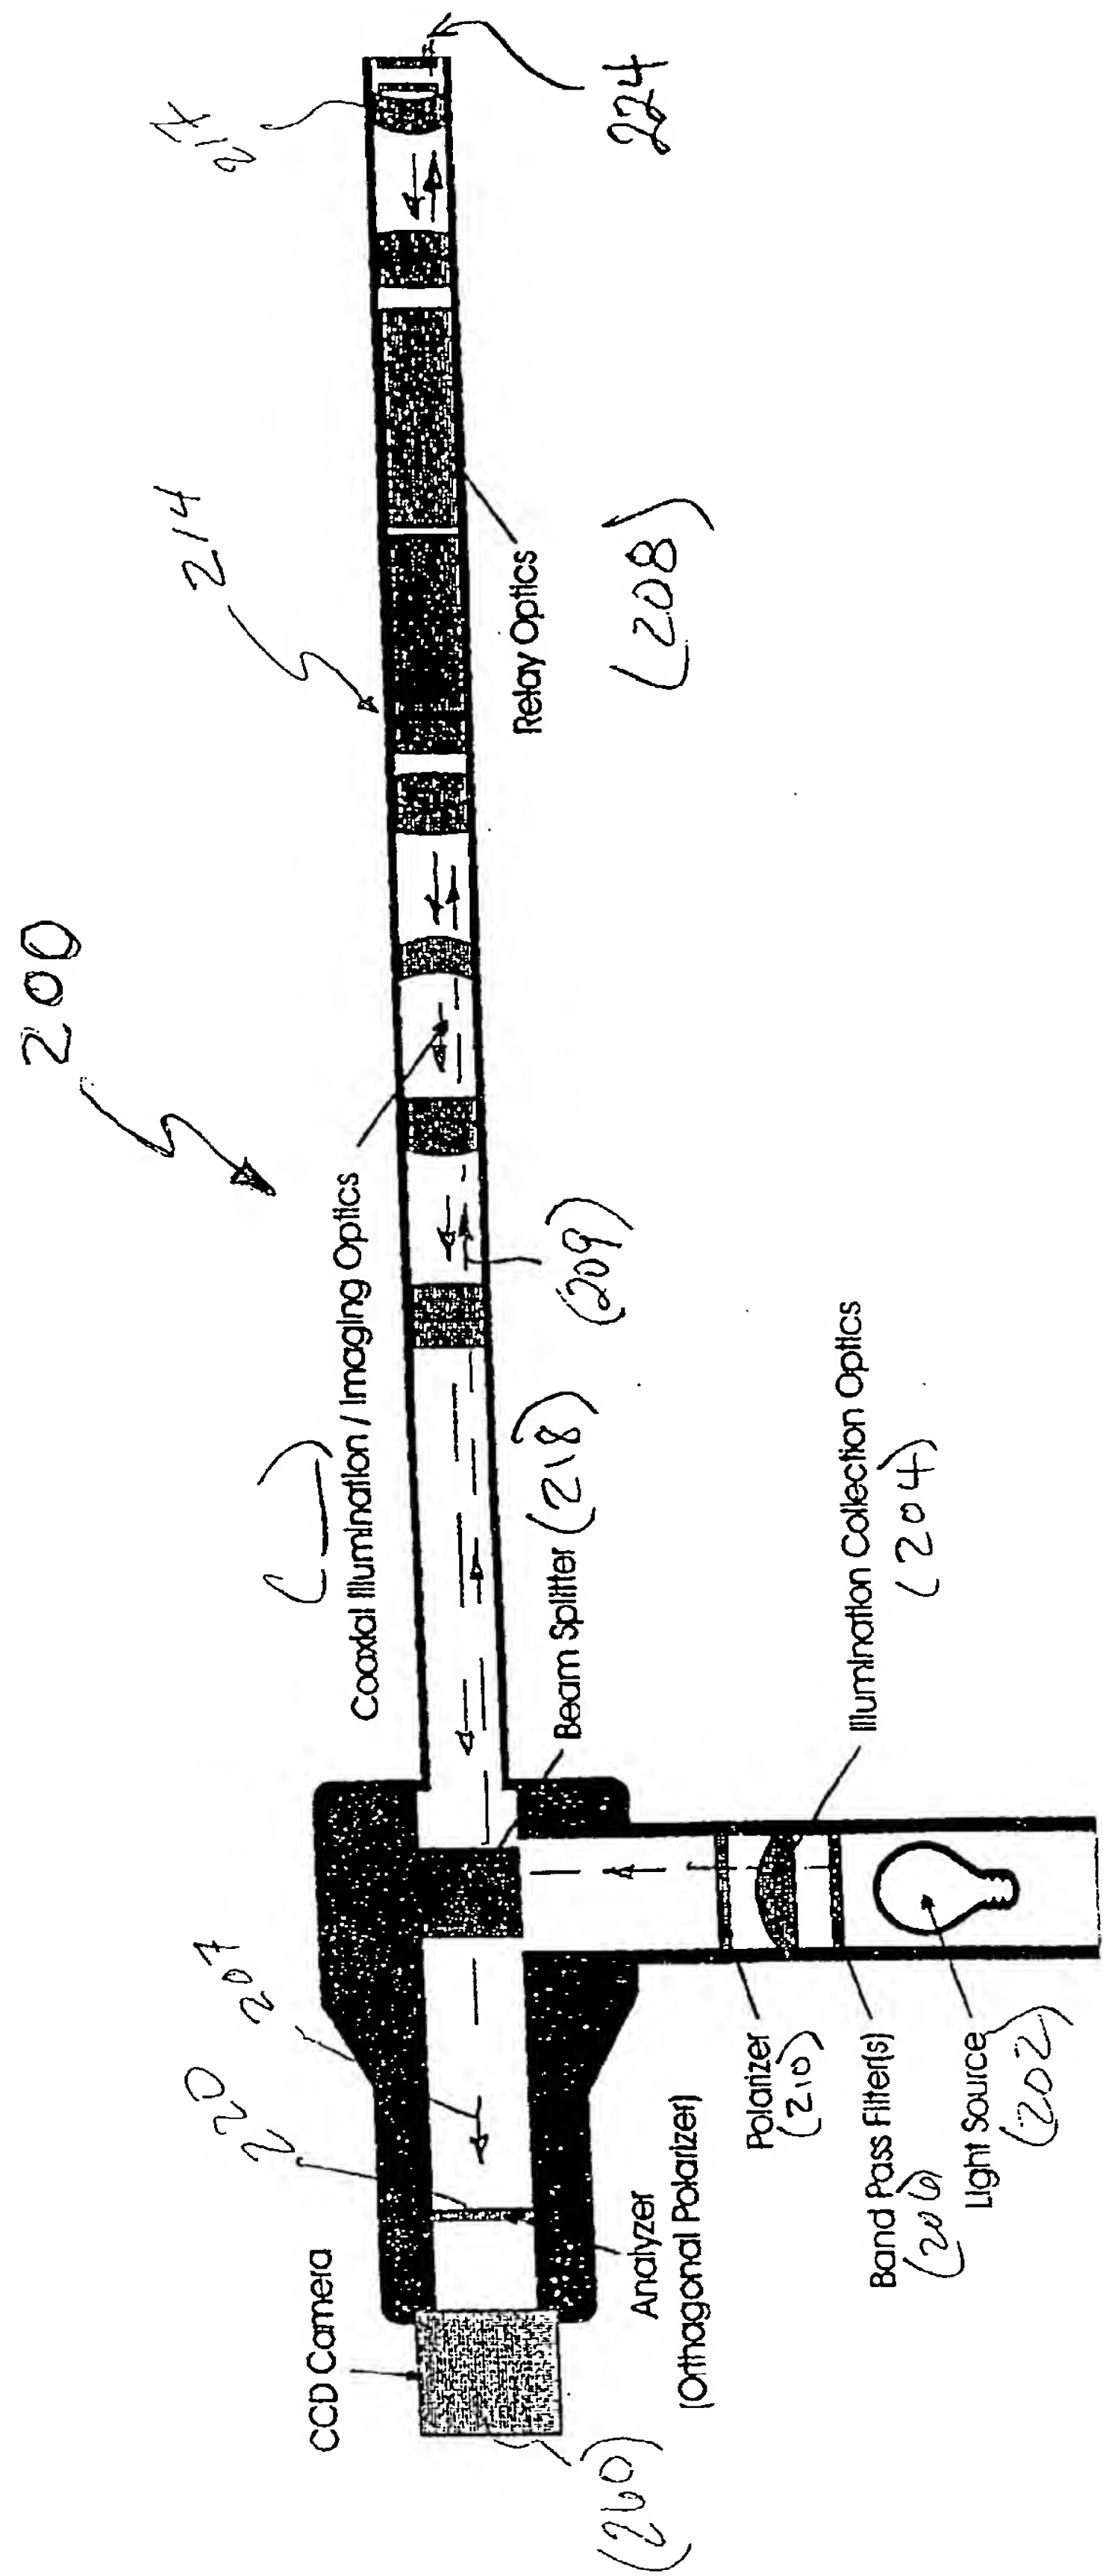 200
CCD Camera
(260)
220
207
Analyzer
(Orthagonal Polarizer)
Polarizer
(210)
Band Pass Filter(s)
(206)
Light Source
(202)
Illumination Collection Optics
(204)
Beam Splitter (218)
( — )
Coaxial Illumination / Imaging Optics
(209)
214
Relay Optics
(208)
217
224